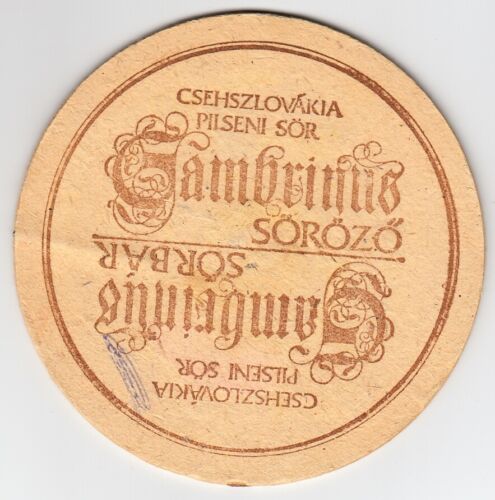 CSEHSZLOVÁKIA
PILSENI SÖR
Gambrinus
SÖRÖZŐ
SÖRBÁR
Gambrinus
PILSENI SÖR
CSEHSZLOVÁKIA